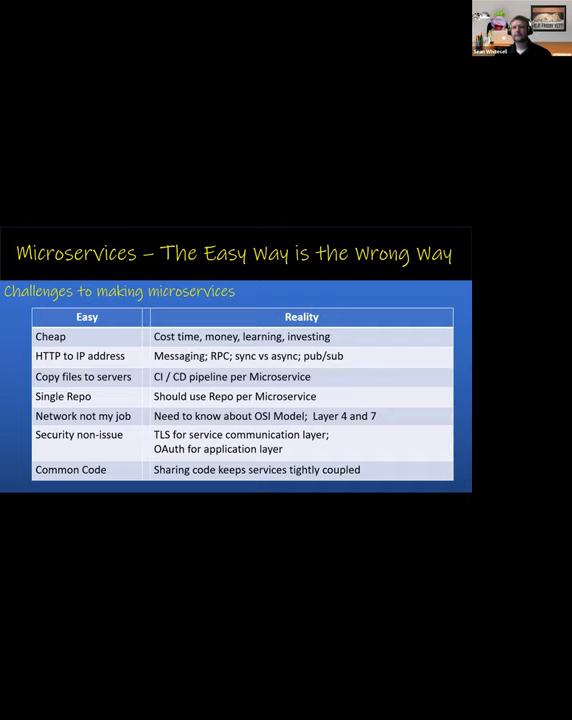 Sean Whitesell
Microservices – The Easy Way is the Wrong Way
Challenges to making microservices
Easy Reality
Cheap Cost time, money, learning, investing
HTTP to IP address Messaging; RPC; sync vs async; pub/sub
Copy files to servers CI / CD pipeline per Microservice
Single Repo Should use Repo per Microservice
Network not my job Need to know about OSI Model; Layer 4 and 7
Security non-issue TLS for service communication layer;
OAuth for application layer
Common Code Sharing code keeps services tightly coupled